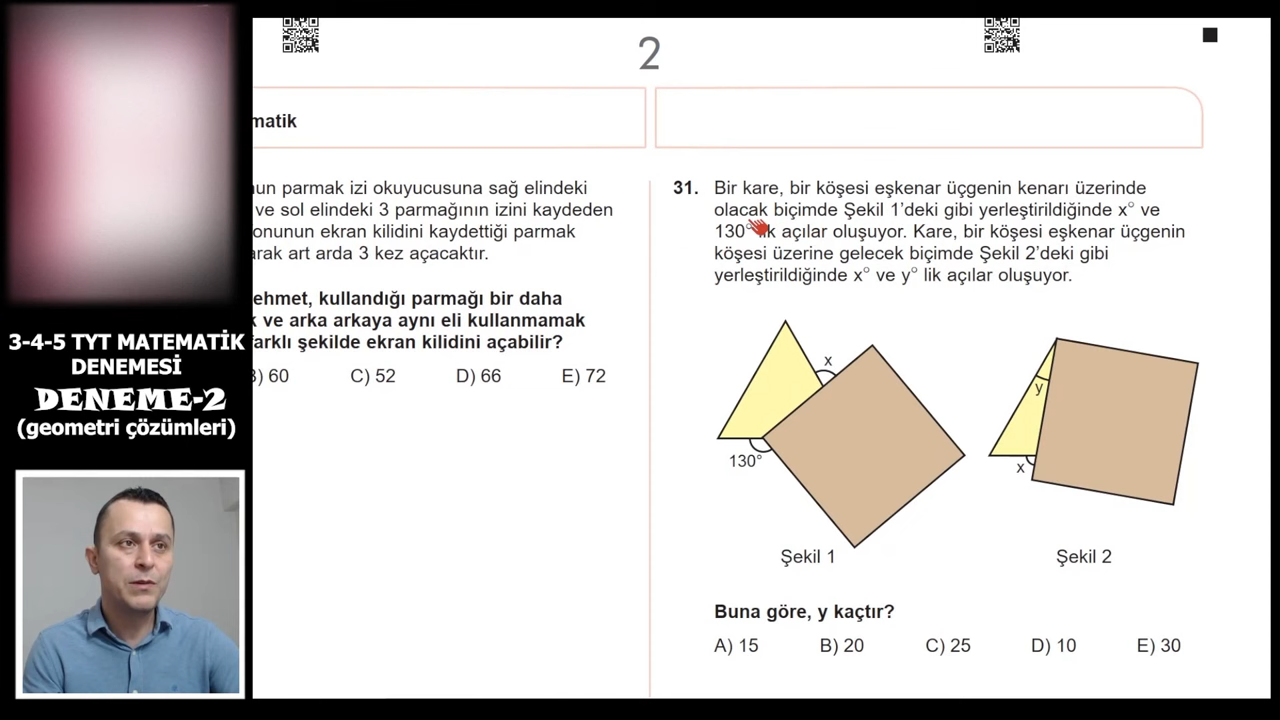 2
matik
nun parmak izi okuyucusuna sağ elindeki
ve sol elindeki 3 parmağının izini kaydeden
onunun ekran kilidini kaydettiği parmak
arak art arda 3 kez açacaktır.
ehmet, kullandığı parmağı bir daha
k ve arka arkaya aynı eli kullanmamak
farklı şekilde ekran kilidini açabilir?
B) 60 C) 52 D) 66 E) 72
31. Bir kare, bir köşesi eşkenar üçgenin kenarı üzerinde
olacak biçimde Şekil 1'deki gibi yerleştirildiğinde x° ve
130° lik açılar oluşuyor. Kare, bir köşesi eşkenar üçgenin
köşesi üzerine gelecek biçimde Şekil 2'deki gibi
yerleştirildiğinde x° ve y° lik açılar oluşuyor.
x
130°
Şekil 1
y
x
Şekil 2
Buna göre, y kaçtır?
A) 15 B) 20 C) 25 D) 10 E) 30
3-4-5 TYT MATEMATİK
DENEMESİ
DENEME-2
(geometri çözümleri)